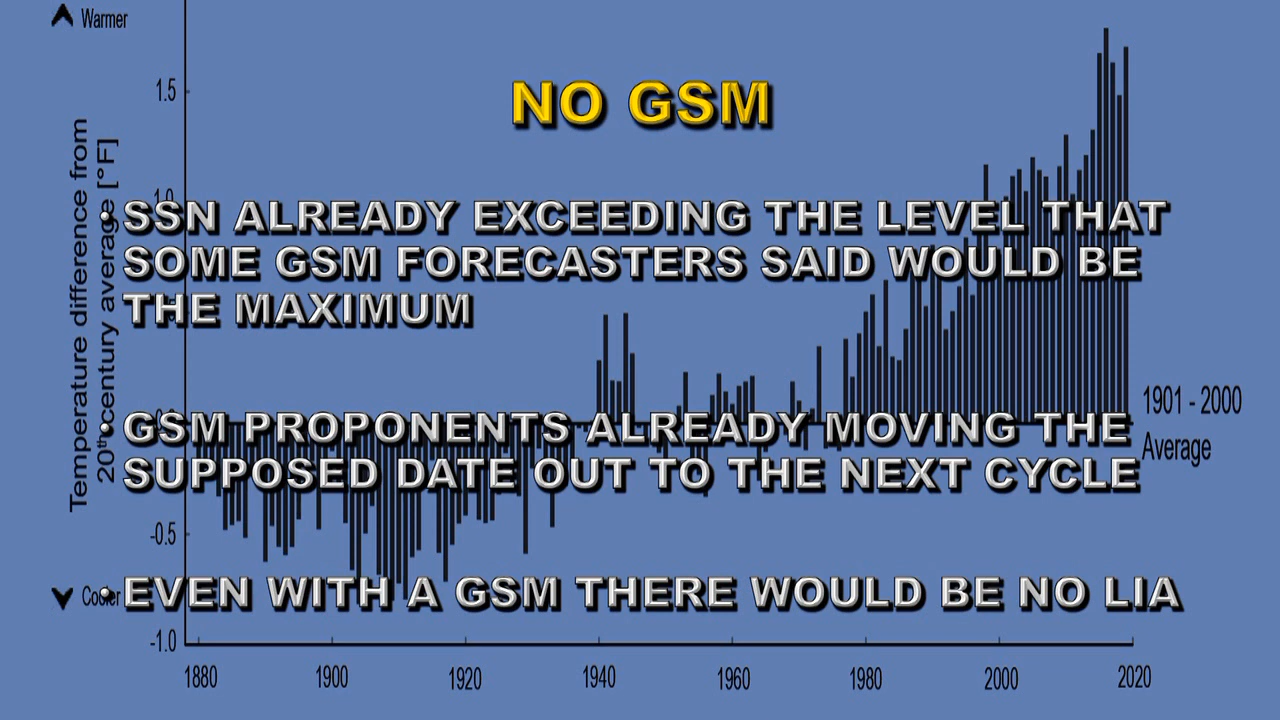 Warmer
1.5
NO GSM
Temperature difference from
20th century average [°F]
1.0
• SSN ALREADY EXCEEDING THE LEVEL THAT
SOME GSM FORECASTERS SAID WOULD BE
THE MAXIMUM
1901 - 2000
Average
• GSM PROPONENTS ALREADY MOVING THE
SUPPOSED DATE OUT TO THE NEXT CYCLE
-0.5
Cooler
• EVEN WITH A GSM THERE WOULD BE NO LIA
-1.0
1880 1900 1920 1940 1960 1980 2000 2020